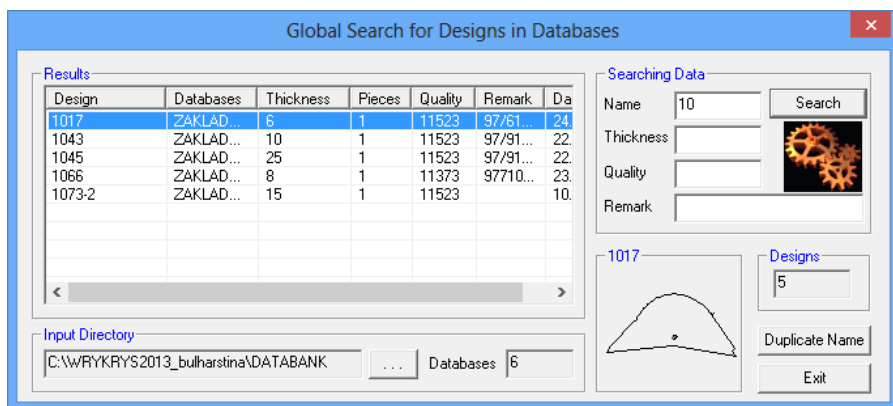 Global Search for Designs in Databases
Results
Design Databases Thickness Pieces Quality Remark Da
1017 ZAKLAD... 6 1 11523 97/61... 24.
1043 ZAKLAD... 10 1 11523 97/91... 22.
1045 ZAKLAD... 25 1 11523 97/91... 22.
1066 ZAKLAD... 8 1 11373 97710... 23.
1073-2 ZAKLAD... 15 1 11523 10.
Input Directory
C:\WRYKRYS2013_bulharstina\DATABANK ... Databases 6
Searching Data
Name 10 Search
Thickness
Quality
Remark
1017
Designs
5
Duplicate Name
Exit